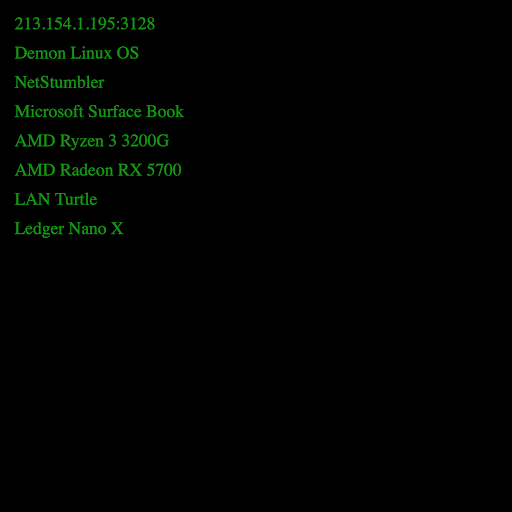 213.154.1.195:3128
Demon Linux OS
NetStumbler
Microsoft Surface Book
AMD Ryzen 3 3200G
AMD Radeon RX 5700
LAN Turtle
Ledger Nano X